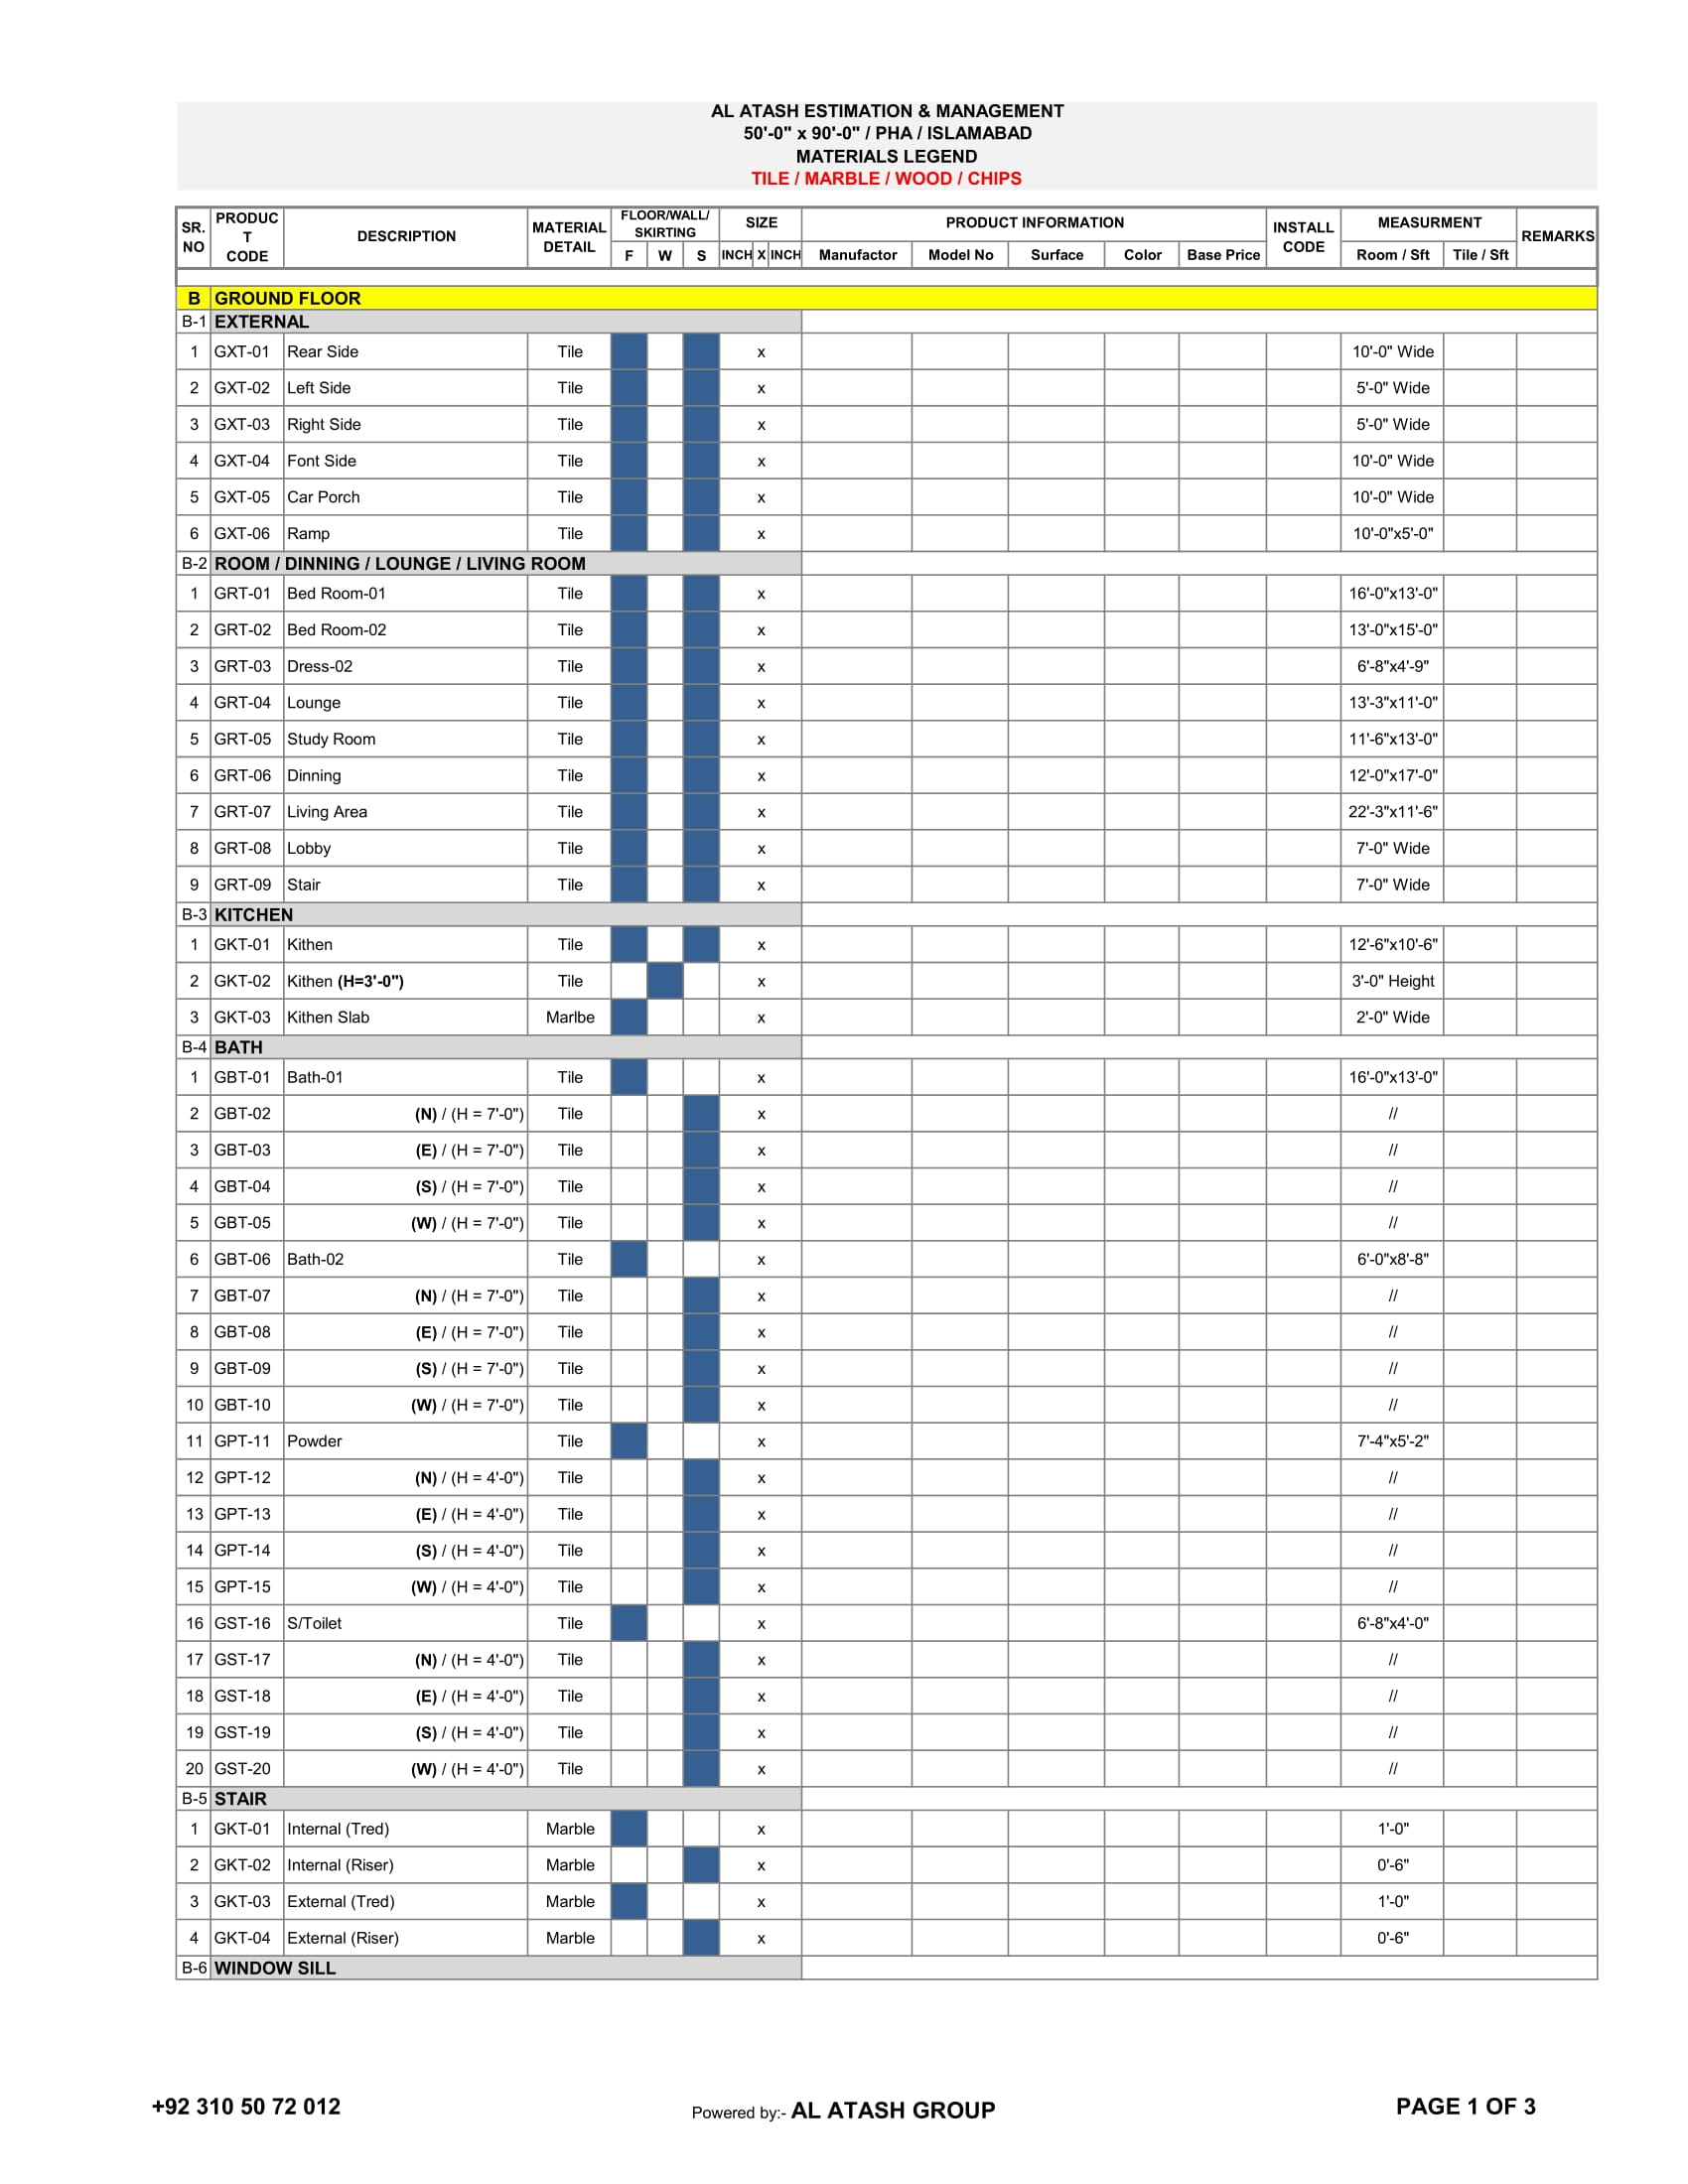 AL ATASH ESTIMATION & MANAGEMENT
50'-0" x 90'-0" / PHA / ISLAMABAD
MATERIALS LEGEND
TILE / MARBLE / WOOD / CHIPS
SR. NO PRODUCT CODE DESCRIPTION MATERIAL DETAIL FLOOR/WALL/ SKIRTING SIZE PRODUCT INFORMATION INSTALL CODE MEASURMENT REMARKS
F W S INCH X INCH Manufactor Model No Surface Color Base Price Room / Sft Tile / Sft
B GROUND FLOOR
B-1 EXTERNAL
1 GXT-01 Rear Side Tile x 10'-0" Wide
2 GXT-02 Left Side Tile x 5'-0" Wide
3 GXT-03 Right Side Tile x 5'-0" Wide
4 GXT-04 Font Side Tile x 10'-0" Wide
5 GXT-05 Car Porch Tile x 10'-0" Wide
6 GXT-06 Ramp Tile x 10'-0"x5'-0"
B-2 ROOM / DINNING / LOUNGE / LIVING ROOM
1 GRT-01 Bed Room-01 Tile x 16'-0"x13'-0"
2 GRT-02 Bed Room-02 Tile x 13'-0"x15'-0"
3 GRT-03 Dress-02 Tile x 6'-8"x4'-9"
4 GRT-04 Lounge Tile x 13'-3"x11'-0"
5 GRT-05 Study Room Tile x 11'-6"x13'-0"
6 GRT-06 Dinning Tile x 12'-0"x17'-0"
7 GRT-07 Living Area Tile x 22'-3"x11'-6"
8 GRT-08 Lobby Tile x 7'-0" Wide
9 GRT-09 Stair Tile x 7'-0" Wide
B-3 KITCHEN
1 GKT-01 Kithen Tile x 12'-6"x10'-6"
2 GKT-02 Kithen (H=3'-0") Tile x 3'-0" Height
3 GKT-03 Kithen Slab Marlbe x 2'-0" Wide
B-4 BATH
1 GBT-01 Bath-01 Tile x 16'-0"x13'-0"
2 GBT-02 (N) / (H = 7'-0") Tile x //
3 GBT-03 (E) / (H = 7'-0") Tile x //
4 GBT-04 (S) / (H = 7'-0") Tile x //
5 GBT-05 (W) / (H = 7'-0") Tile x //
6 GBT-06 Bath-02 Tile x 6'-0"x8'-8"
7 GBT-07 (N) / (H = 7'-0") Tile x //
8 GBT-08 (E) / (H = 7'-0") Tile x //
9 GBT-09 (S) / (H = 7'-0") Tile x //
10 GBT-10 (W) / (H = 7'-0") Tile x //
11 GPT-11 Powder Tile x 7'-4"x5'-2"
12 GPT-12 (N) / (H = 4'-0") Tile x //
13 GPT-13 (E) / (H = 4'-0") Tile x //
14 GPT-14 (S) / (H = 4'-0") Tile x //
15 GPT-15 (W) / (H = 4'-0") Tile x //
16 GST-16 S/Toilet Tile x 6'-8"x4'-0"
17 GST-17 (N) / (H = 4'-0") Tile x //
18 GST-18 (E) / (H = 4'-0") Tile x //
19 GST-19 (S) / (H = 4'-0") Tile x //
20 GST-20 (W) / (H = 4'-0") Tile x //
B-5 STAIR
1 GKT-01 Internal (Tred) Marble x 1'-0"
2 GKT-02 Internal (Riser) Marble x 0'-6"
3 GKT-03 External (Tred) Marble x 1'-0"
4 GKT-04 External (Riser) Marble x 0'-6"
B-6 WINDOW SILL
+92 310 50 72 012 Powered by:- AL ATASH GROUP PAGE 1 OF 3